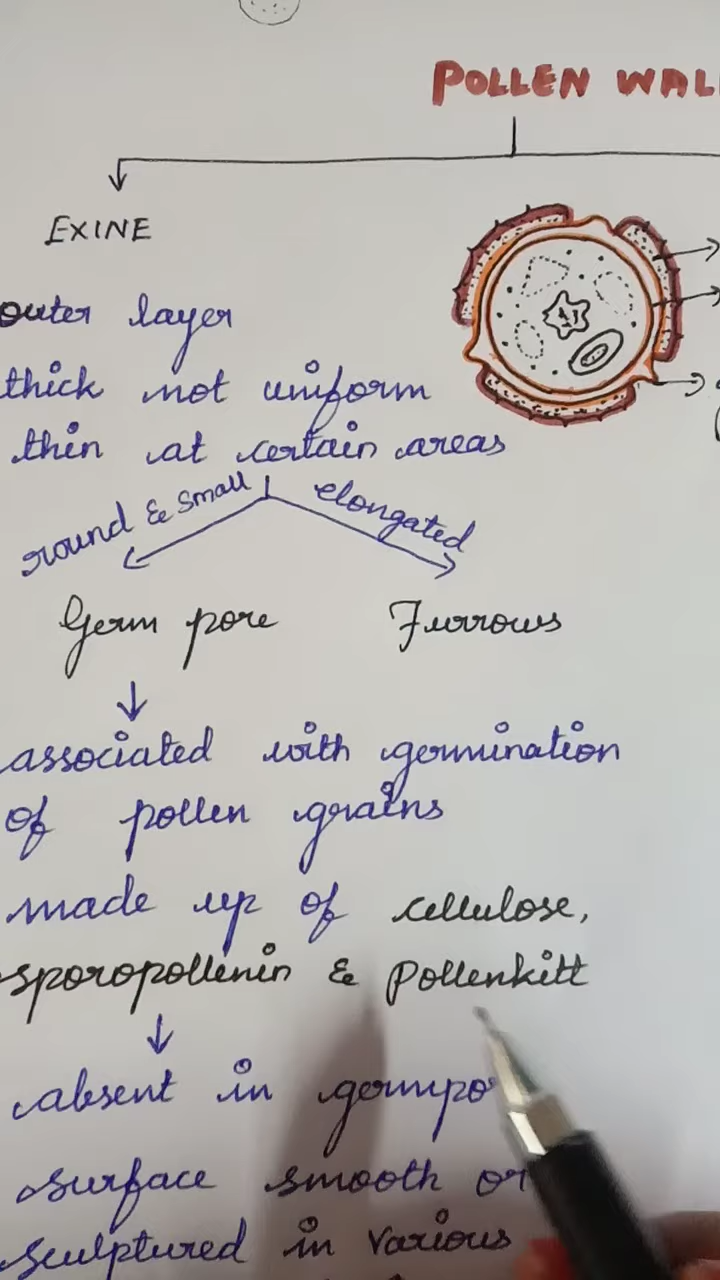 POLLEN WAL
EXINE
outer layer
thick not uniform
thin at certain areas
round & small
elongated
Germ pore
Furrows
associated with germination
of pollen grains
made up of cellulose,
sporopollenin & Pollenkitt
absent in germpo
surface smooth or
sculptured in various